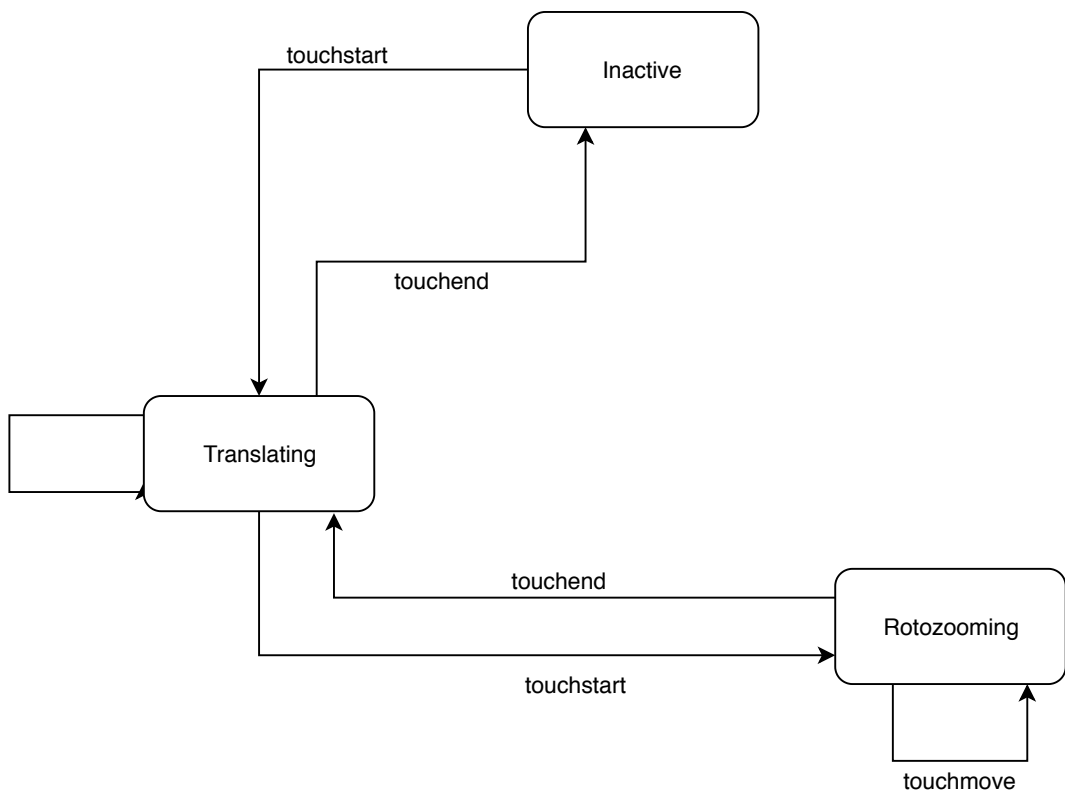 touchstart
Inactive
touchend
Translating
touchend
Rotozooming
touchstart
touchmove